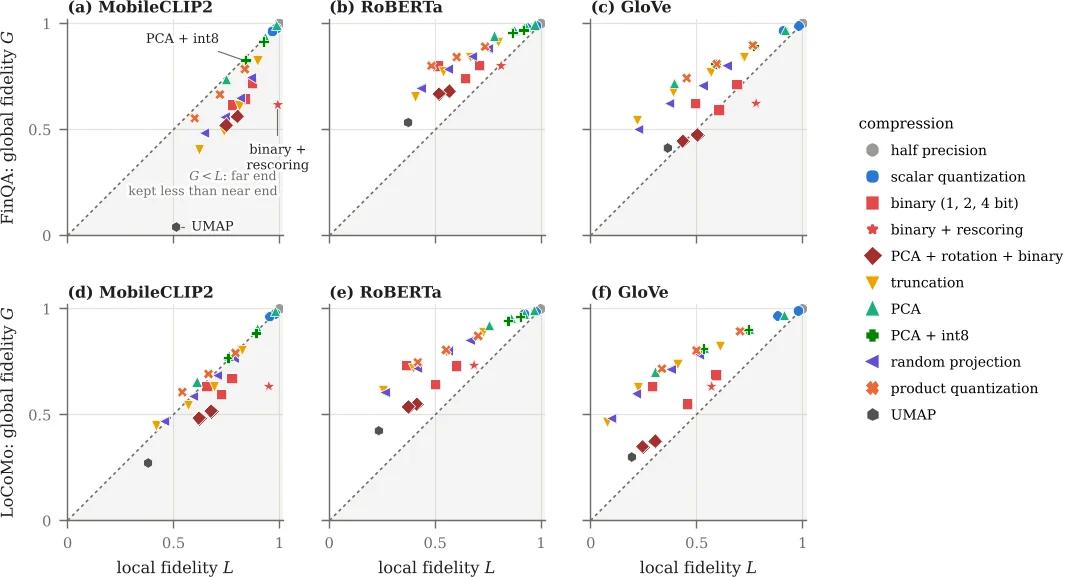 (a) MobileCLIP2
(b) RoBERTa
(c) GloVe
FinQA: global fidelity G
1
0.5
0
PCA + int8
binary +
rescoring
G < L: far end
kept less than near end
UMAP
(d) MobileCLIP2
(e) RoBERTa
(f) GloVe
LoCoMo: global fidelity G
1
0.5
0
0 0.5 1
0 0.5 1
0 0.5 1
local fidelity L
local fidelity L
local fidelity L
compression
half precision
scalar quantization
binary (1, 2, 4 bit)
binary + rescoring
PCA + rotation + binary
truncation
PCA
PCA + int8
random projection
product quantization
UMAP